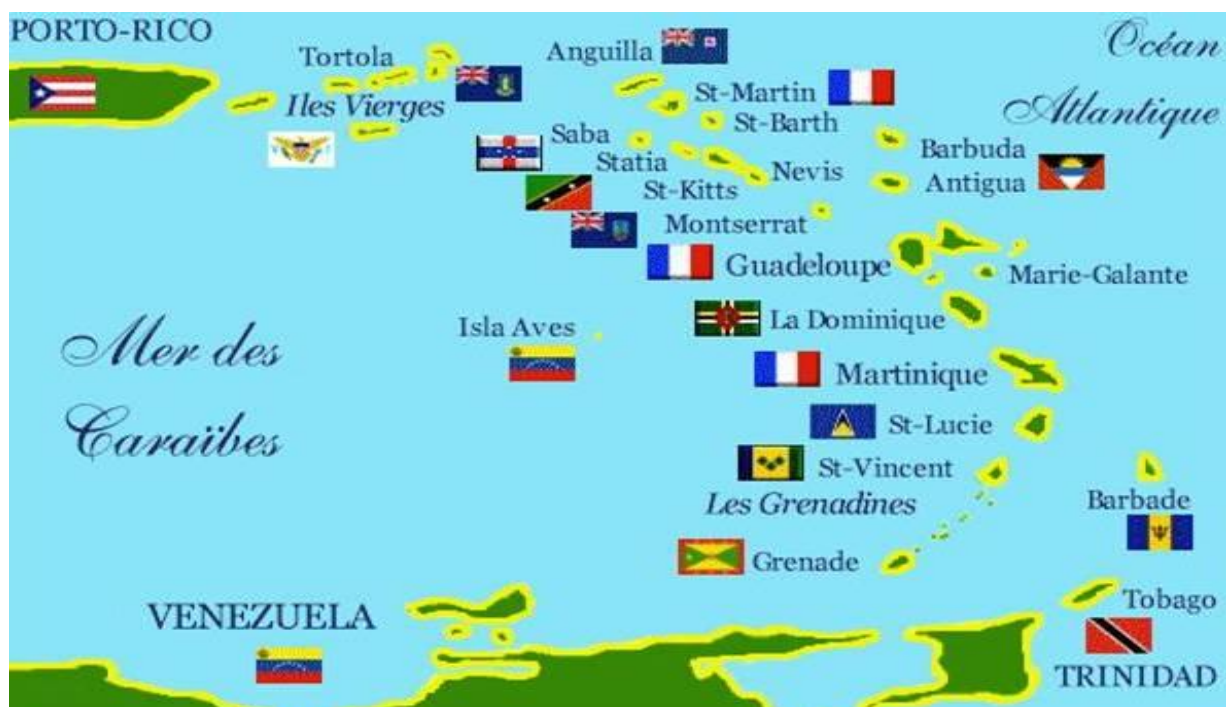 PORTO-RICO
Océan
Atlantique
Tortola
Anguilla
Iles Vierges
St-Martin
St-Barth
Saba
Statia
Barbuda
Nevis
Antigua
St-Kitts
Montserrat
Guadeloupe
Marie-Galante
La Dominique
Isla Aves
Mer des
Caraïbes
Martinique
St-Lucie
St-Vincent
Les Grenadines
Barbade
Grenade
VENEZUELA
Tobago
TRINIDAD